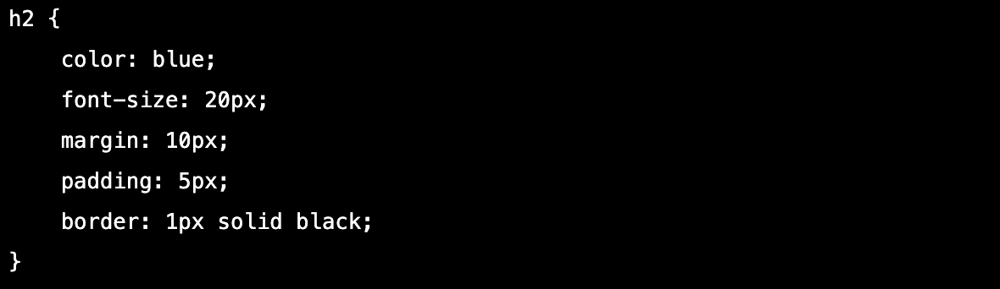 h2 {
    color: blue;
    font-size: 20px;
    margin: 10px;
    padding: 5px;
    border: 1px solid black;
}